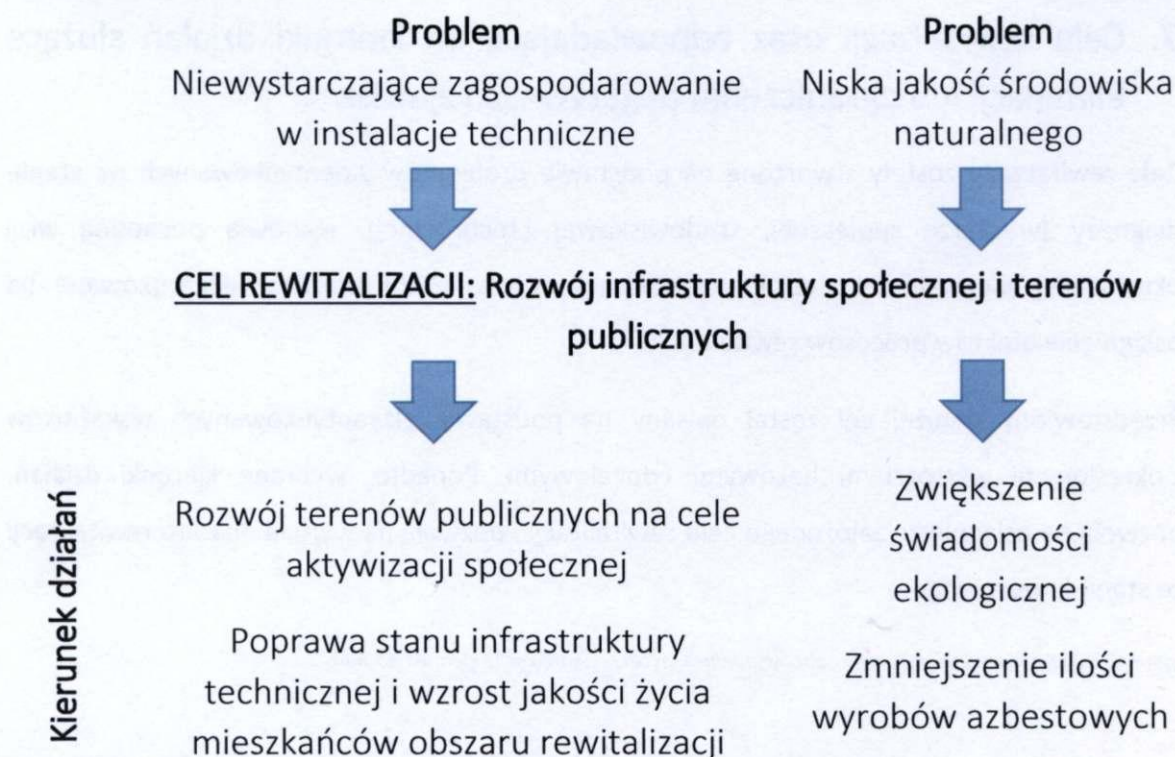 Problem
Niewystarczające zagospodarowanie
w instalacje techniczne
Problem
Niska jakość środowiska
naturalnego
CEL REWITALIZACJI: Rozwój infrastruktury społecznej i terenów
publicznych
Kierunek działań
Rozwój terenów publicznych na cele
aktywizacji społecznej
Poprawa stanu infrastruktury
technicznej i wzrost jakości życia
mieszkańców obszaru rewitalizacji
Zwiększenie
świadomości
ekologicznej
Zmniejszenie ilości
wyrobów azbestowych